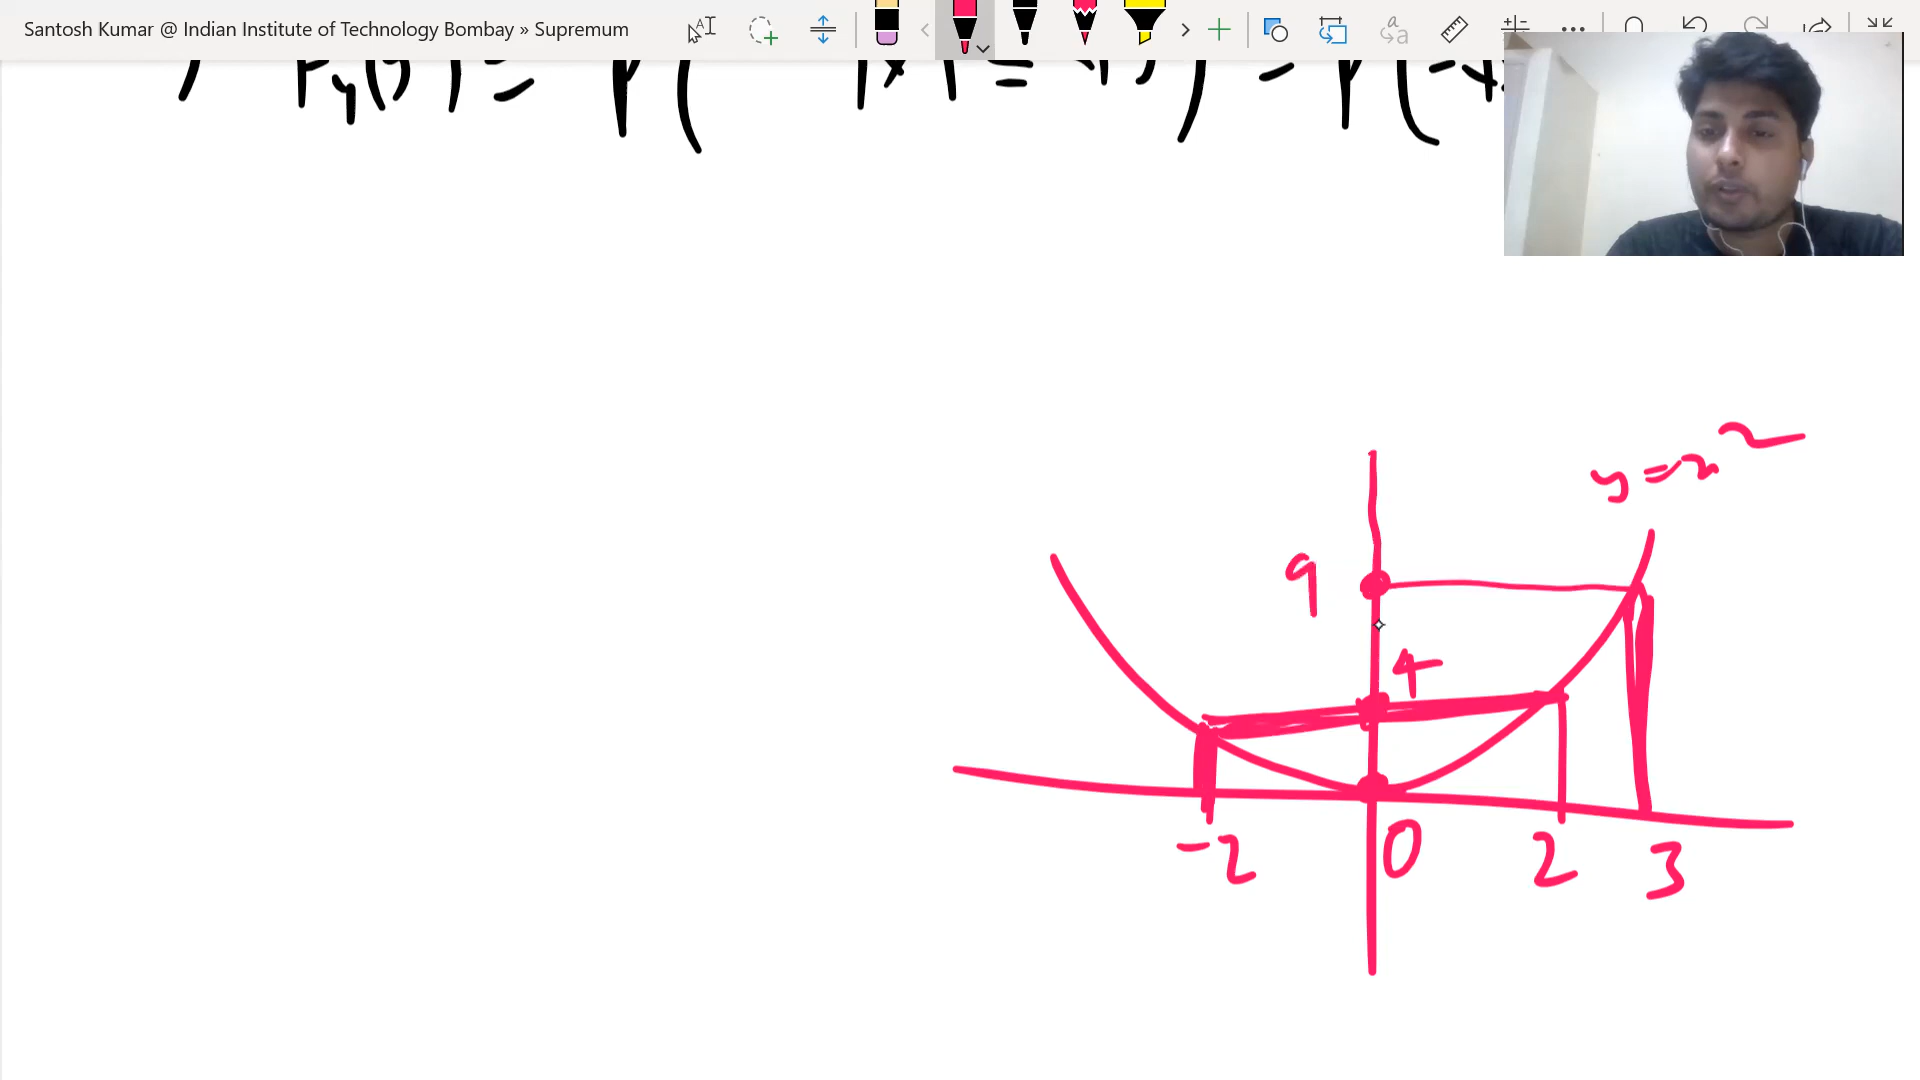 Santosh Kumar @ Indian Institute of Technology Bombay » Supremum
y = x²
9
4
-2 0 2 3